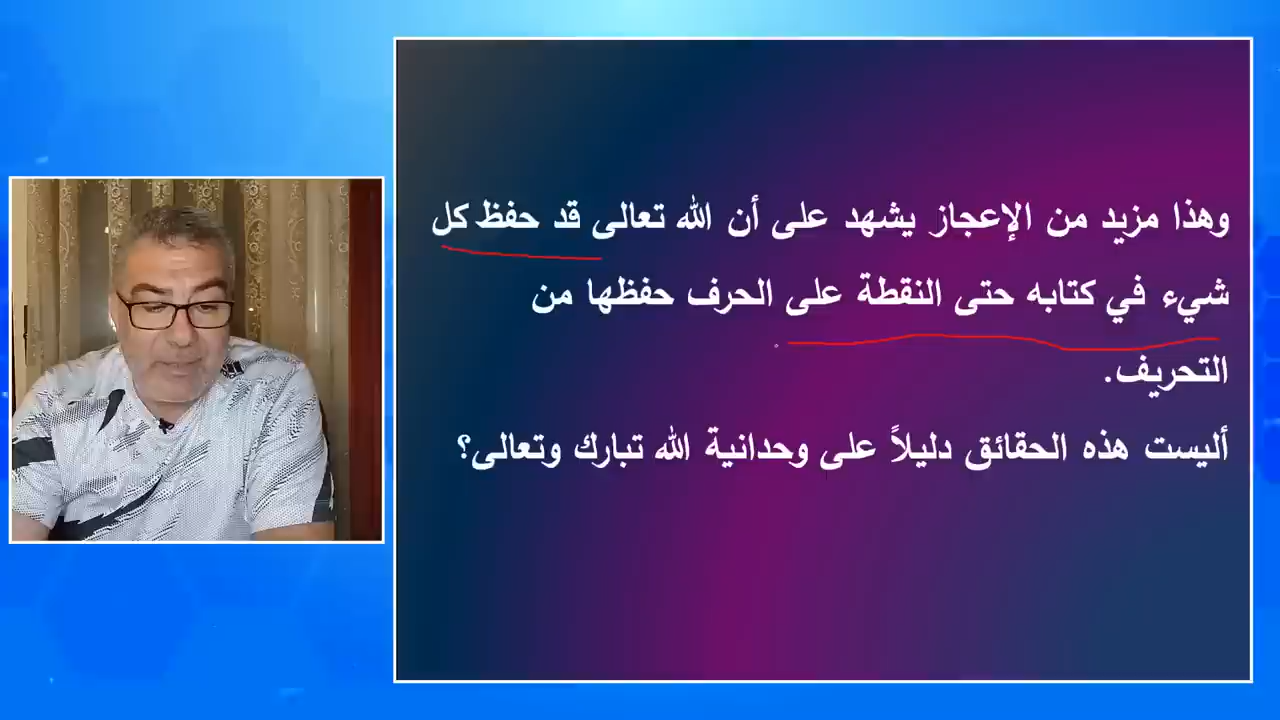 وهذا مزيد من الإعجاز يشهد على أن الله تعالى قد حفظ كل
شيء في كتابه حتى النقطة على الحرف حفظها من
التحريف.
أليست هذه الحقائق دليلاً على وحدانية الله تبارك وتعالى؟